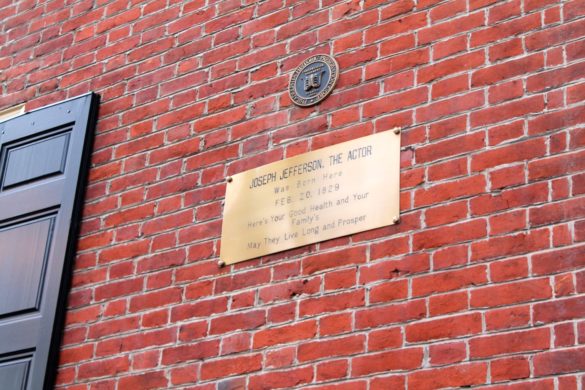 JOSEPH JEFFERSON, THE ACTOR
Was Born Here
FEB. 20, 1829
Here's Your Good Health and Your
Family's
May They Live Long and Prosper